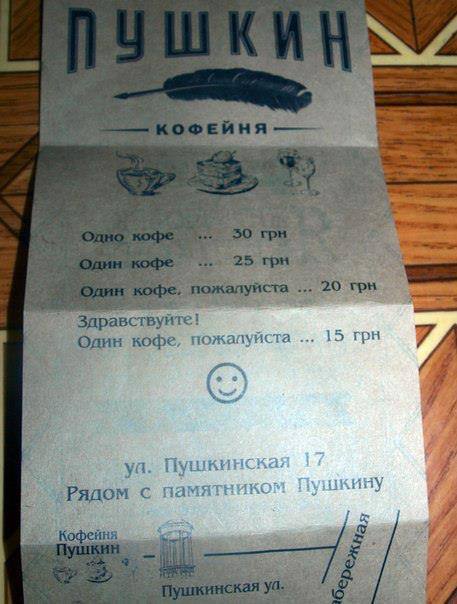 ПУШКИН
КОФЕЙНЯ
Одно кофе ... 30 грн
Один кофе ... 25 грн
Один кофе, пожалуйста ... 20 грн
Здравствуйте!
Один кофе, пожалуйста ... 15 грн
ул. Пушкинская 17
Рядом с памятником Пушкину
Кофейня
Пушкин
Пушкинская ул.
абережная